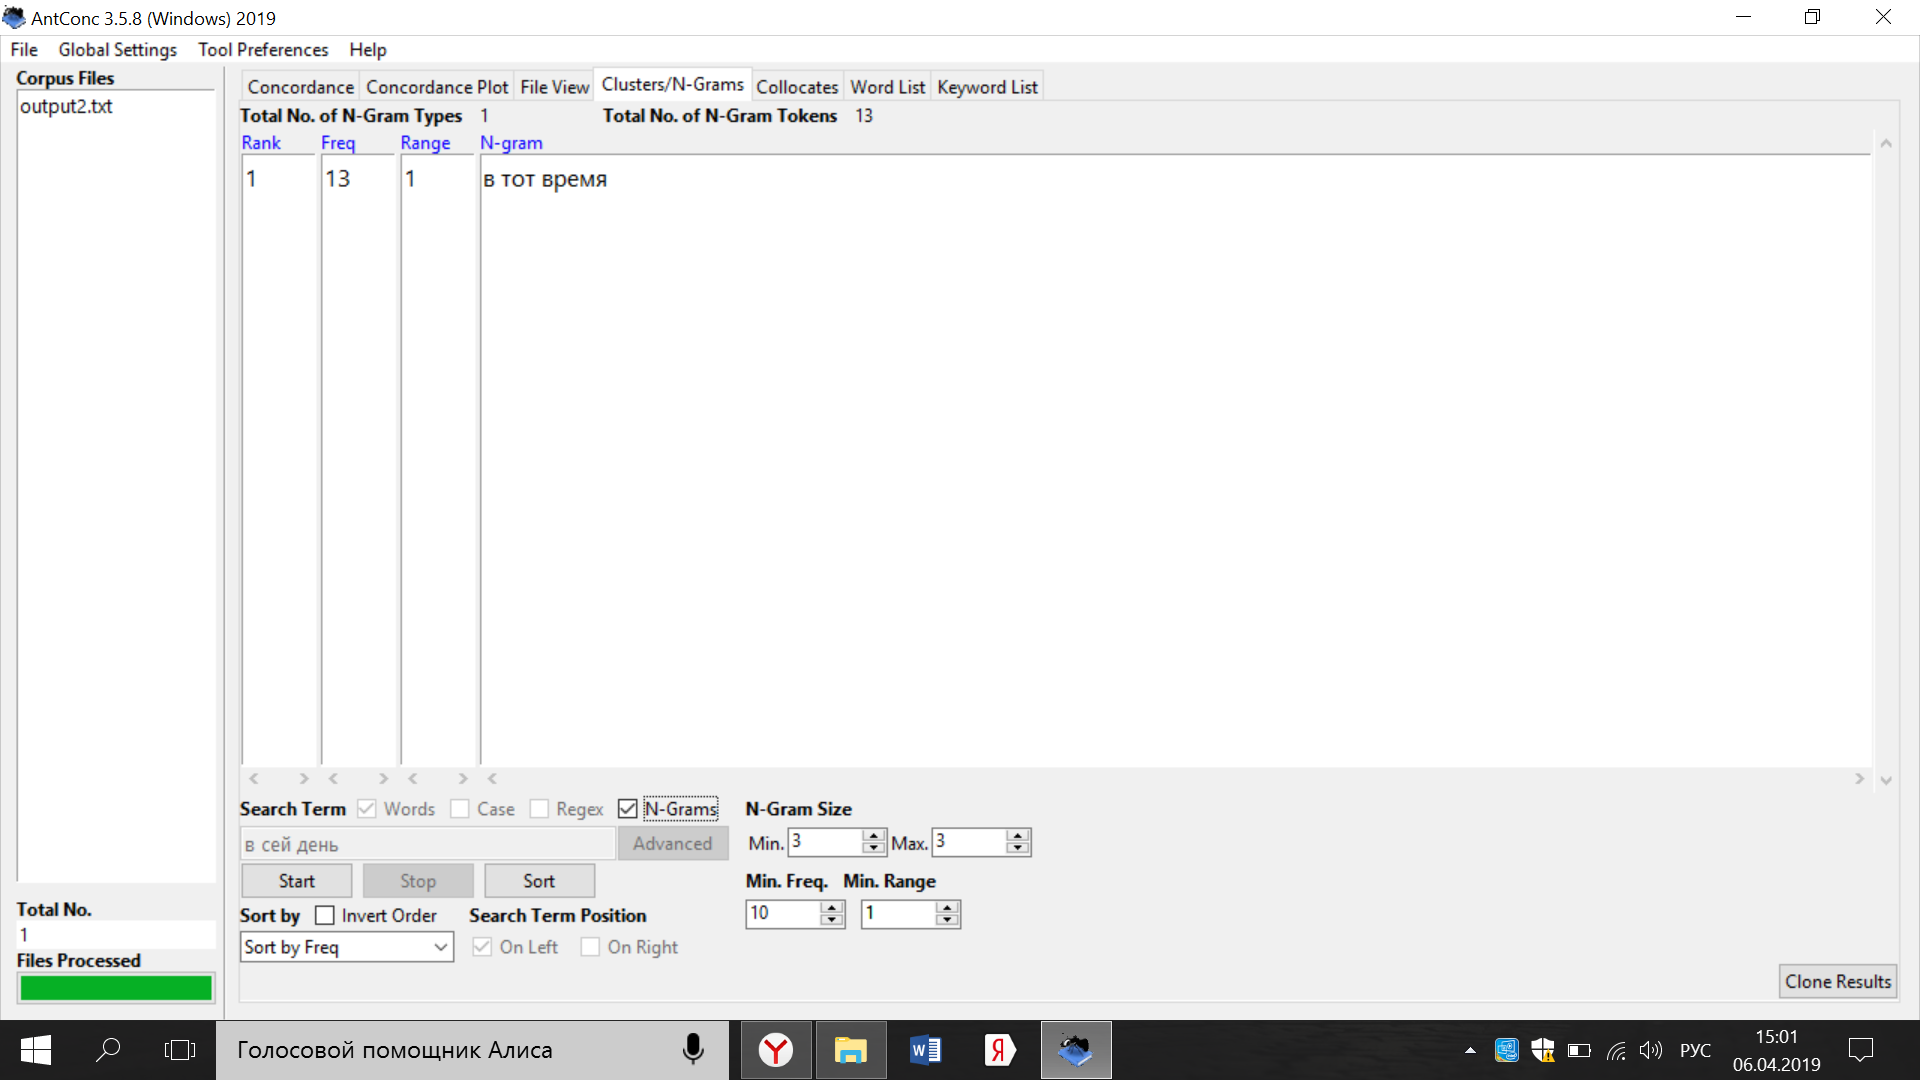 AntConc 3.5.8 (Windows) 2019
File Global Settings Tool Preferences Help
Corpus Files
output2.txt
Concordance Concordance Plot File View Clusters/N-Grams Collocates Word List Keyword List
Total No. of N-Gram Types 1 Total No. of N-Gram Tokens 13
Rank Freq Range N-gram
1 13 1 в тот время
Search Term Words Case Regex N-Grams N-Gram Size
в сей день Advanced Min. 3 Max. 3
Start Stop Sort Min. Freq. Min. Range
10 1
Total No.
1
Sort by Invert Order Search Term Position
Sort by Freq On Left On Right
Files Processed
Clone Results
Голосовой помощник Алиса
РУС
15:01
06.04.2019